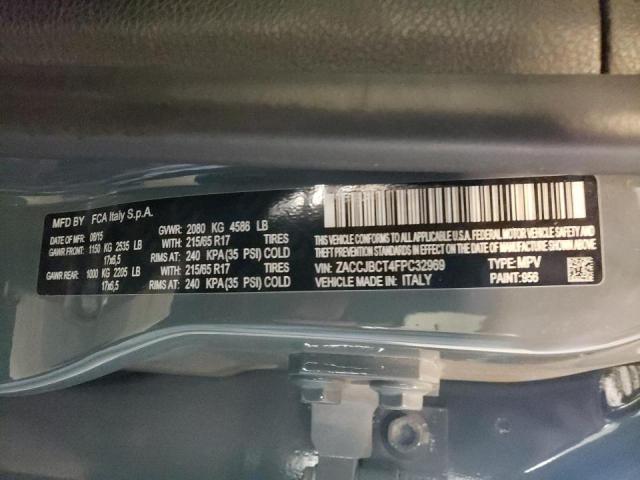 MFD BY FCA Italy S.p.A.
DATE OF MFR 08/15 GVWR: 2080 KG 4586 LB
GAWR FRONT: 1150 KG 2535 LB WITH: 215/65 R17
17x6,5 RIMS AT: 240 KPA (35 PSI) COLD
GAWR REAR: 1000 KG 2205 LB WITH: 215/65 R17
17x6,5 RIMS AT: 240 KPA (35 PSI) COLD
THIS VEHICLE CONFORMS TO ALL APPLICABLE U.S.A. FEDERAL MOTOR VEHICLE SAFETY AND
THEFT PREVENTION STANDARDS IN EFFECT ON THE DATE OF MANUFACTURE SHOWN ABOVE.
VIN: ZACCJBCT4FPC32969 TYPE: MPV
VEHICLE MADE IN: ITALY PAINT: 956